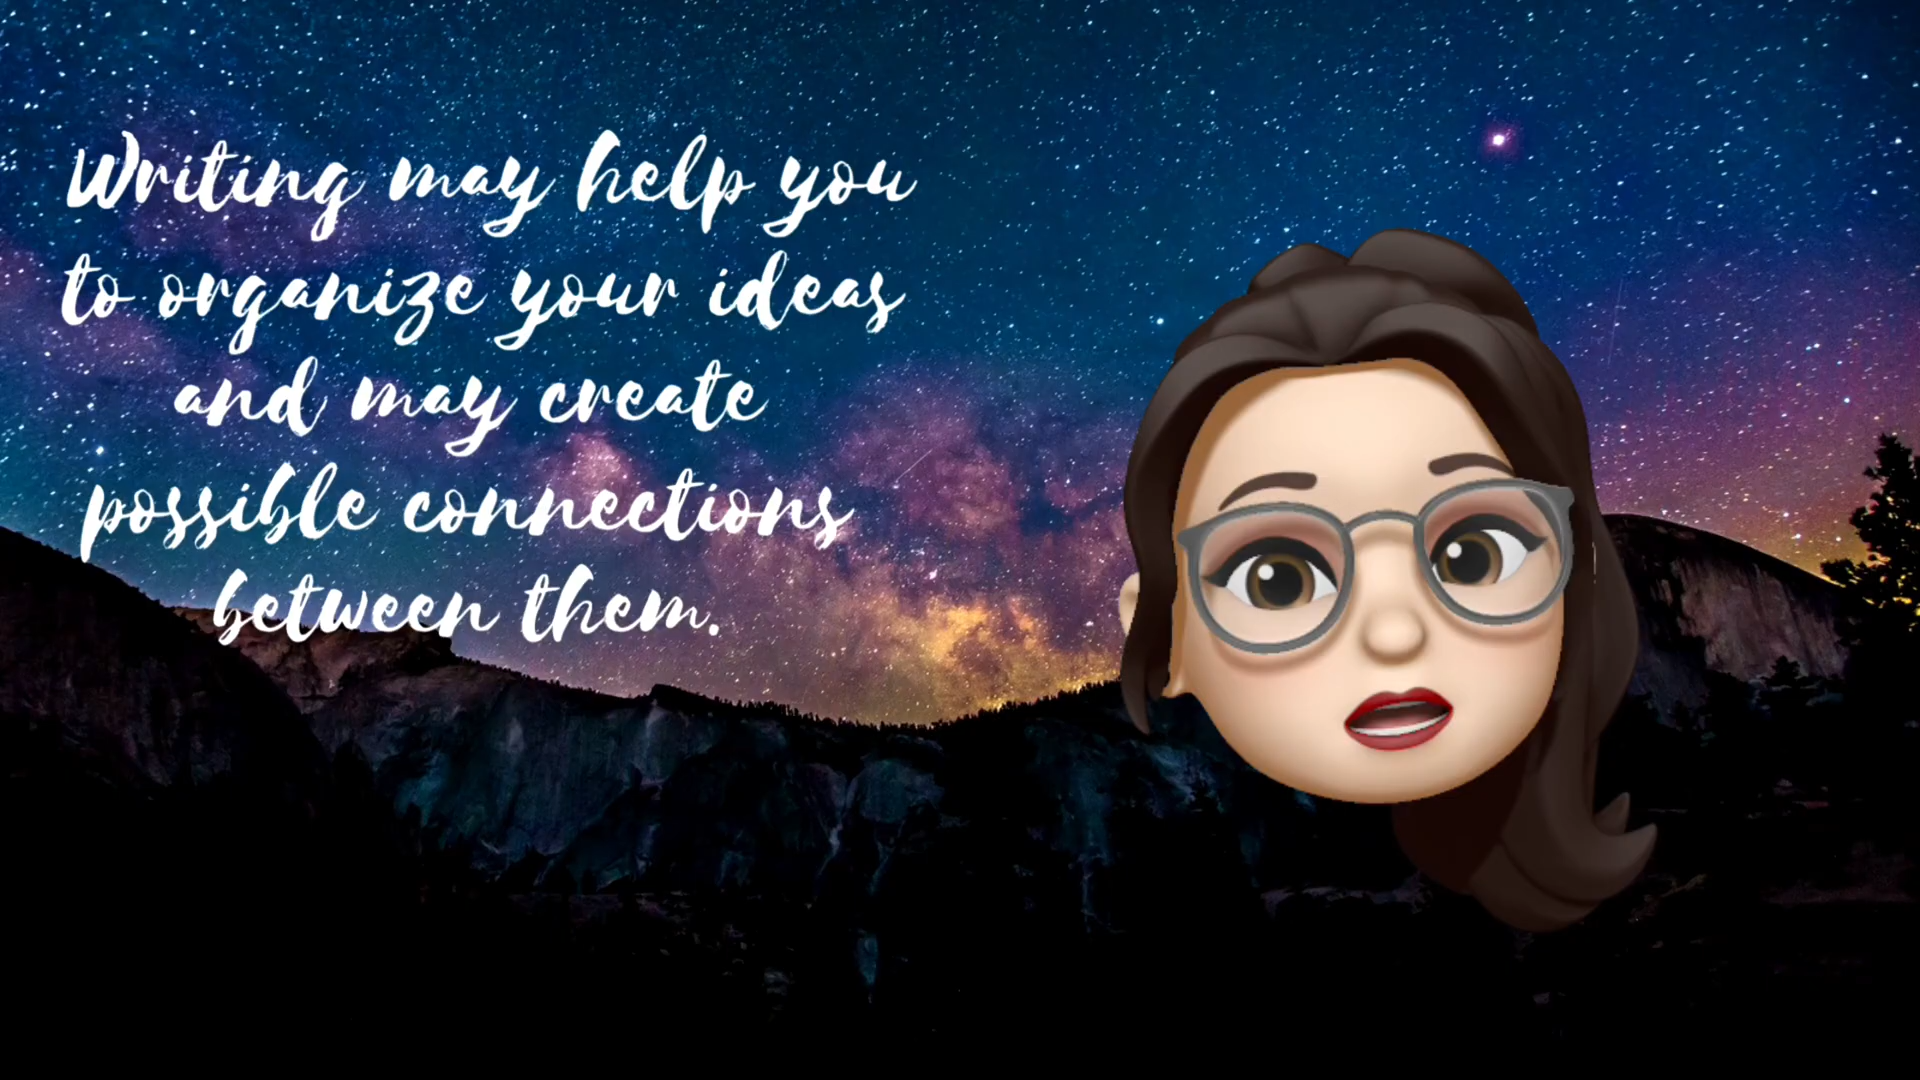 Writing may help you
to organize your ideas
and may create
possible connections
between them.